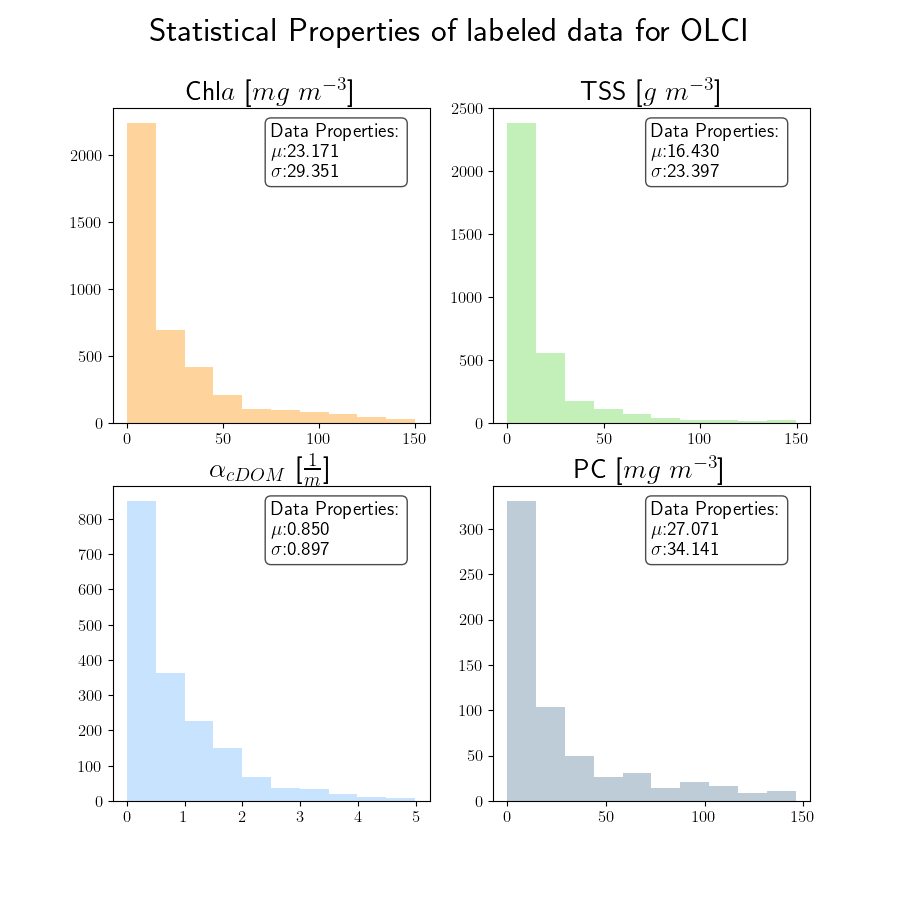 Statistical Properties of labeled data for OLCI
Chla [mg m⁻³]
2000
1500
1000
500
0
0 50 100 150
Data Properties:
μ:23.171
σ:29.351
TSS [g m⁻³]
2500
2000
1500
1000
500
0
0 50 100 150
Data Properties:
μ:16.430
σ:23.397
α_cDOM [1/m]
800
700
600
500
400
300
200
100
0
0 1 2 3 4 5
Data Properties:
μ:0.850
σ:0.897
PC [mg m⁻³]
300
250
200
150
100
50
0
0 50 100 150
Data Properties:
μ:27.071
σ:34.141